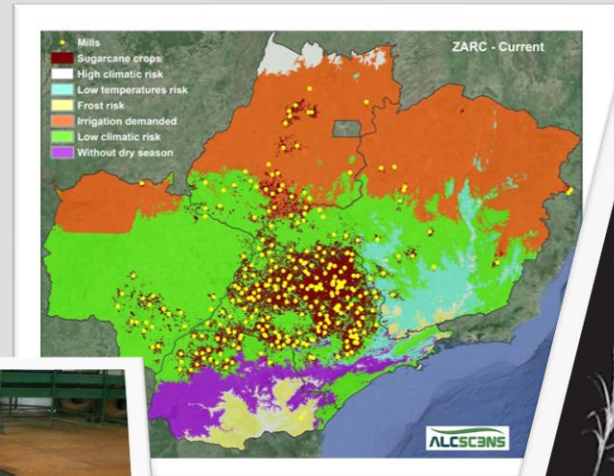 ZARC - Current
Mills
Sugarcane crops
High climatic risk
Low temperatures risk
Frost risk
Irrigation demanded
Low climatic risk
Without dry season
ALCSC3NS